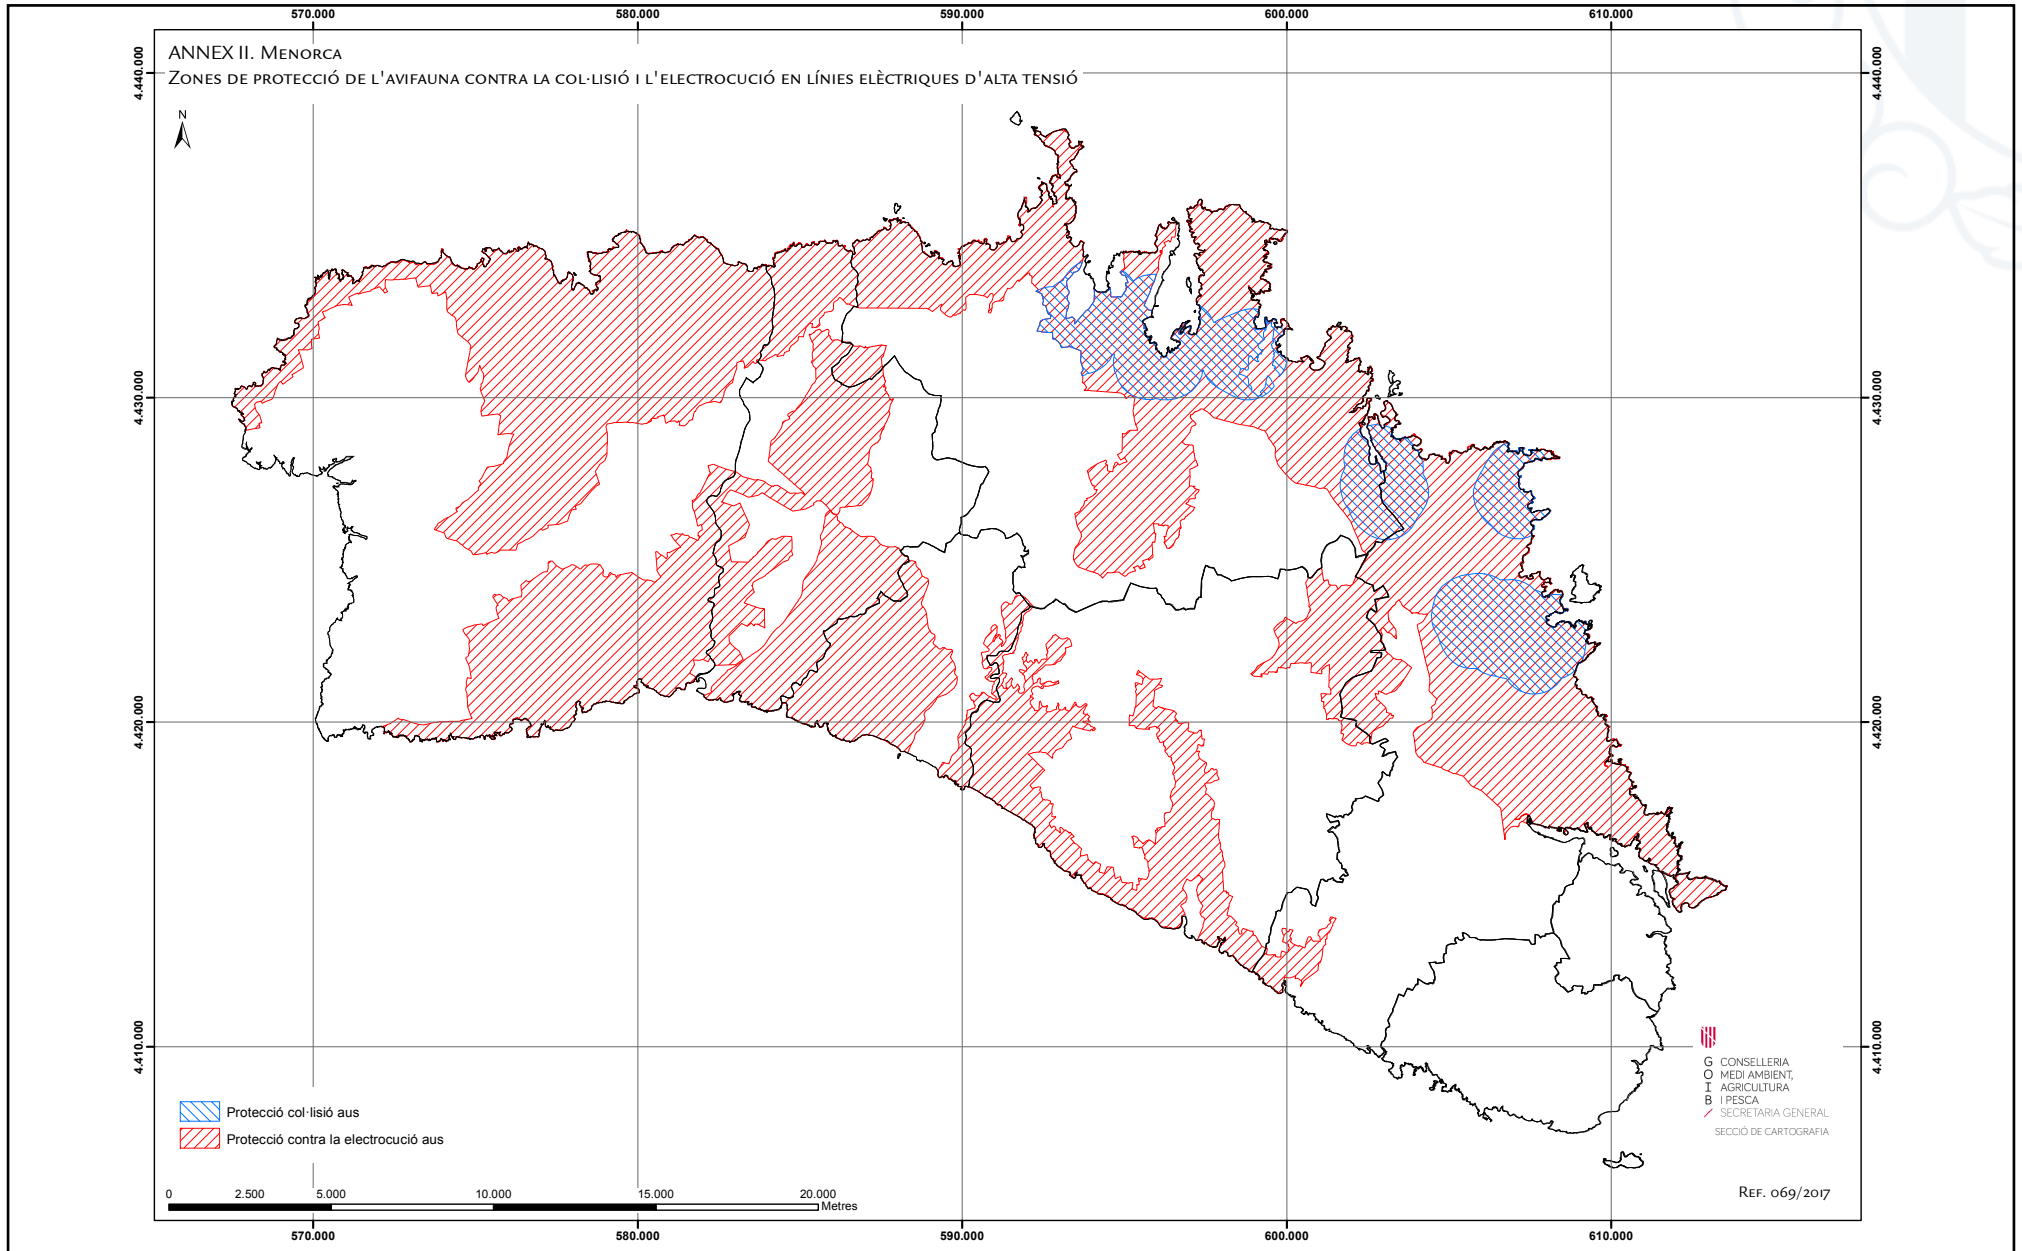 570.000 580.000 590.000 600.000 610.000
ANNEX II. Menorca
Zones de protecció de l'avifauna contra la col·lisió i l'electrocució en línies elèctriques d'alta tensió
4.440.000 4.440.000
N
4.430.000 4.430.000
4.420.000 4.420.000
4.410.000 4.410.000
G CONSELLERIA
O MEDI AMBIENT,
I AGRICULTURA
B I PESCA
/ SECRETARIA GENERAL
SECCIÓ DE CARTOGRAFIA
Protecció col·lisió aus
Protecció contra la electrocució aus
Ref. 069/2017
0 2.500 5.000 10.000 15.000 20.000
Metres
570.000 580.000 590.000 600.000 610.000